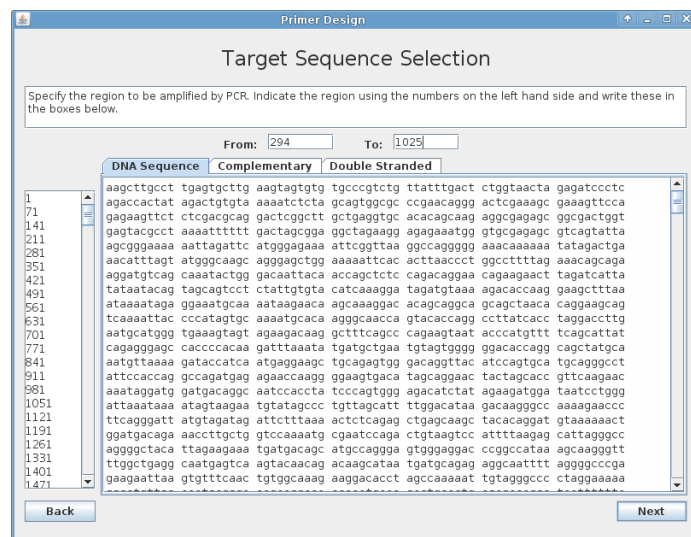 Primer Design
Target Sequence Selection
Specify the region to be amplified by PCR. Indicate the region using the numbers on the left hand side and write these in
the boxes below.
From: 294 To: 1025
DNA Sequence Complementary Double Stranded
1
71
141
211
281
351
421
491
561
631
701
771
841
911
981
1051
1121
1191
1261
1331
1401
1471
aagcttgcct tgagtgcttg aagtagtgtg tgcccgtctg ttatttgact ctggtaacta gagatccctc
agaccactat agactgtgta aaaatctcta gcagtggcgc ccgaacaggg actcgaaagc gaaagttcca
gagaagttct ctcgacgcag gactcggctt gctgaggtgc acacagcaag aggcgagagc ggcgactggt
gagtacgcct aaaatttttt gactagcgga ggctagaagg agagaaatgg gtgcgagagc gtcagtatta
agcgggaaaa aattagattc atgggagaaa attcggttaa ggccaggggg aaacaaaaaa tatagactga
aacatttagt atgggcaagc agggagctgg aaaaattcac acttaaccct ggccttttag aaacagcaga
aggatgtcag caaatactgg gacaattaca accagctctc cagacaggaa cagaagaact tagatcatta
tataatacag tagcagtcct ctattgtgta catcaaagga tagatgtaaa agacaccaag gaagctttaa
ataaaataga ggaaatgcaa aataagaaca agcaaaggac acagcaggca gcagctaaca caggaagcag
tcaaaattac cccatagtgc aaaatgcaca agggcaacca gtacaccagg ccttatcacc taggaccttg
aatgcatggg tgaaagtagt agaagacaag gctttcagcc cagaagtaat acccatgttt tcagcattat
cagagggagc caccccacaa gatttaaata tgatgctgaa tgtagtgggg ggacaccagg cagctatgca
aatgttaaaa gataccatca atgaggaagc tgcagagtgg gacaggttac atccagtgca tgcagggcct
attccaccag gccagatgag agaaccaagg ggaagtgaca tagcaggaac tactagcacc gttcaagaac
aaataggatg gatgacaggc aatccaccta tcccagtggg agacatctat agaagatgga taatcctggg
attaaataaa atagtaagaa tgtatagccc tgttagcatt ttggacataa gacaagggcc aaaagaaccc
ttcagggatt atgtagatag attctttaaa actctcagag ctgagcaagc tacacaggat gtaaaaaact
ggatgacaga aaccttgctg gtccaaaatg cgaatccaga ctgtaagtcc attttaagag cattagggcc
aggggctaca ttagaagaaa tgatgacagc atgccaggga gtgggaggac ccggccataa agcaagggtt
ttggctgagg caatgagtca agtacaacag acaagcataa tgatgcagag aggcaatttt aggggcccga
gaagaattaa gtgtttcaac tgtggcaaag aaggacacct agccaaaaat tgtagggccc ctaggaaaaa
Back Next